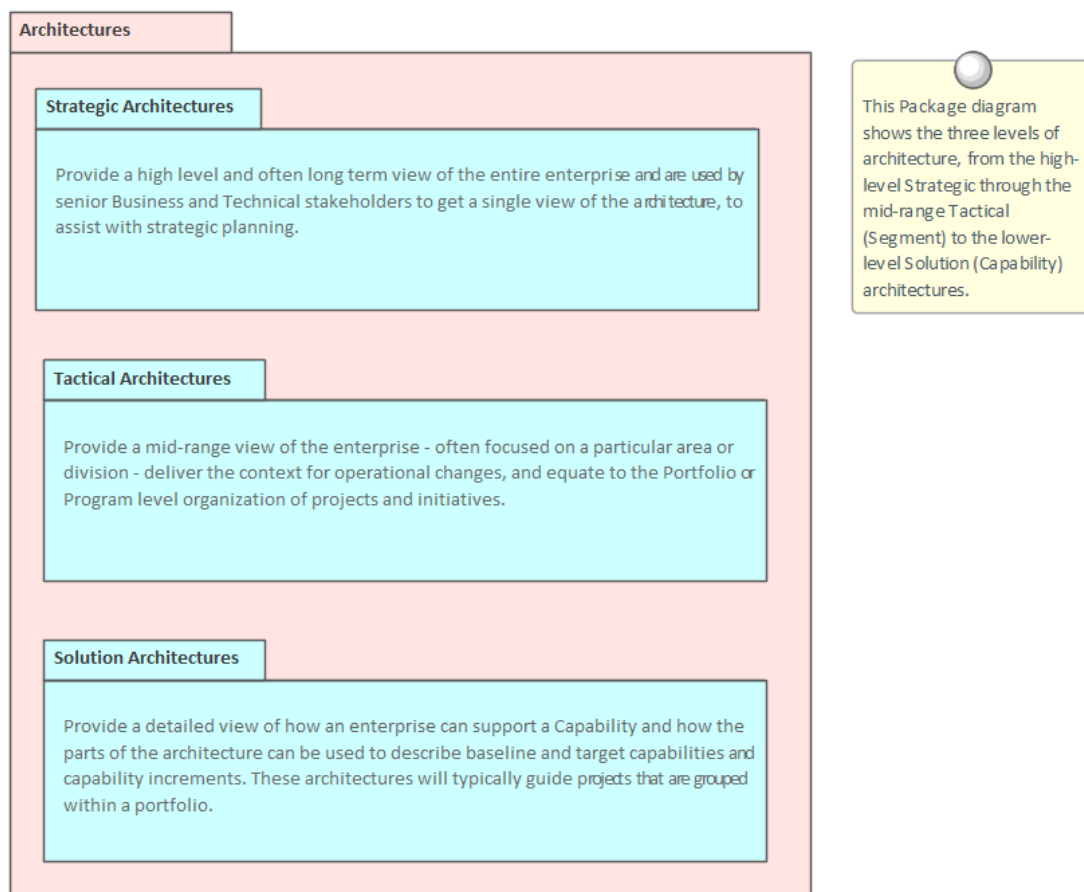 Architectures
Strategic Architectures
Provide a high level and often long term view of the entire enterprise and are used by
senior Business and Technical stakeholders to get a single view of the architecture, to
assist with strategic planning.
Tactical Architectures
Provide a mid-range view of the enterprise - often focused on a particular area or
division - deliver the context for operational changes, and equate to the Portfolio or
Program level organization of projects and initiatives.
Solution Architectures
Provide a detailed view of how an enterprise can support a Capability and how the
parts of the architecture can be used to describe baseline and target capabilities and
capability increments. These architectures will typically guide projects that are grouped
within a portfolio.
This Package diagram
shows the three levels of
architecture, from the high-
level Strategic through the
mid-range Tactical
(Segment) to the lower-
level Solution (Capability)
architectures.